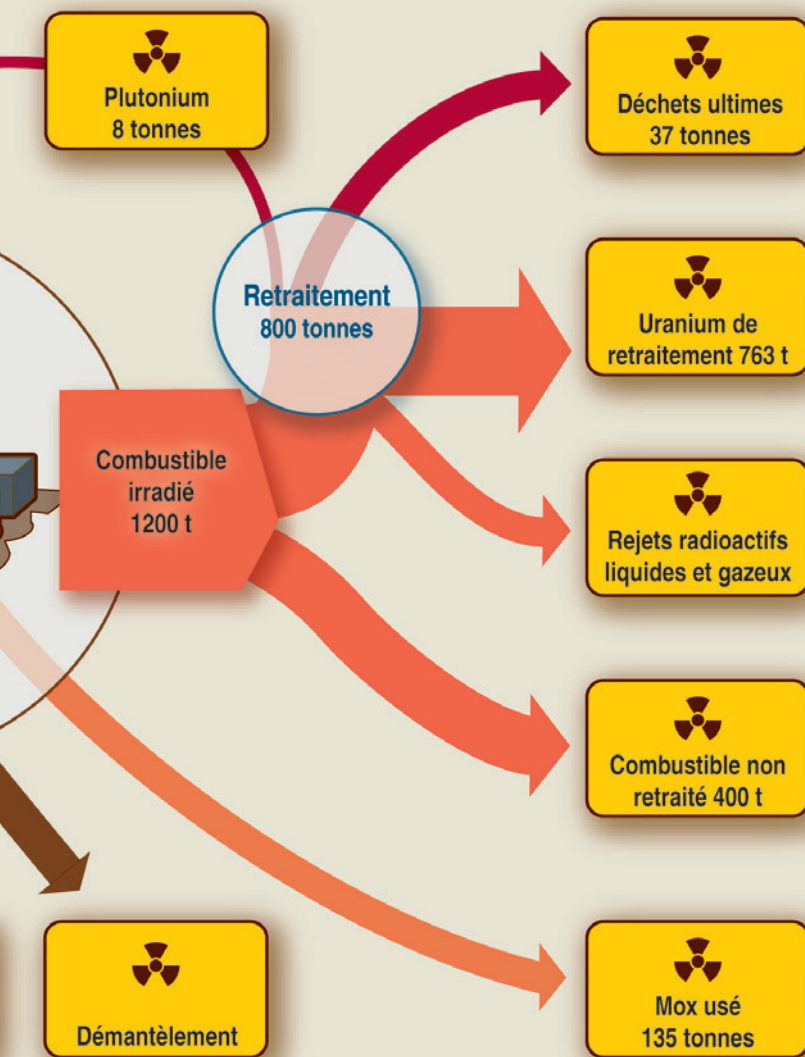 Plutonium
8 tonnes
Déchets ultimes
37 tonnes
Retraitement
800 tonnes
Uranium de
retraitement 763 t
Combustible
irradié
1200 t
Rejets radioactifs
liquides et gazeux
Combustible non
retraité 400 t
Démantèlement
Mox usé
135 tonnes